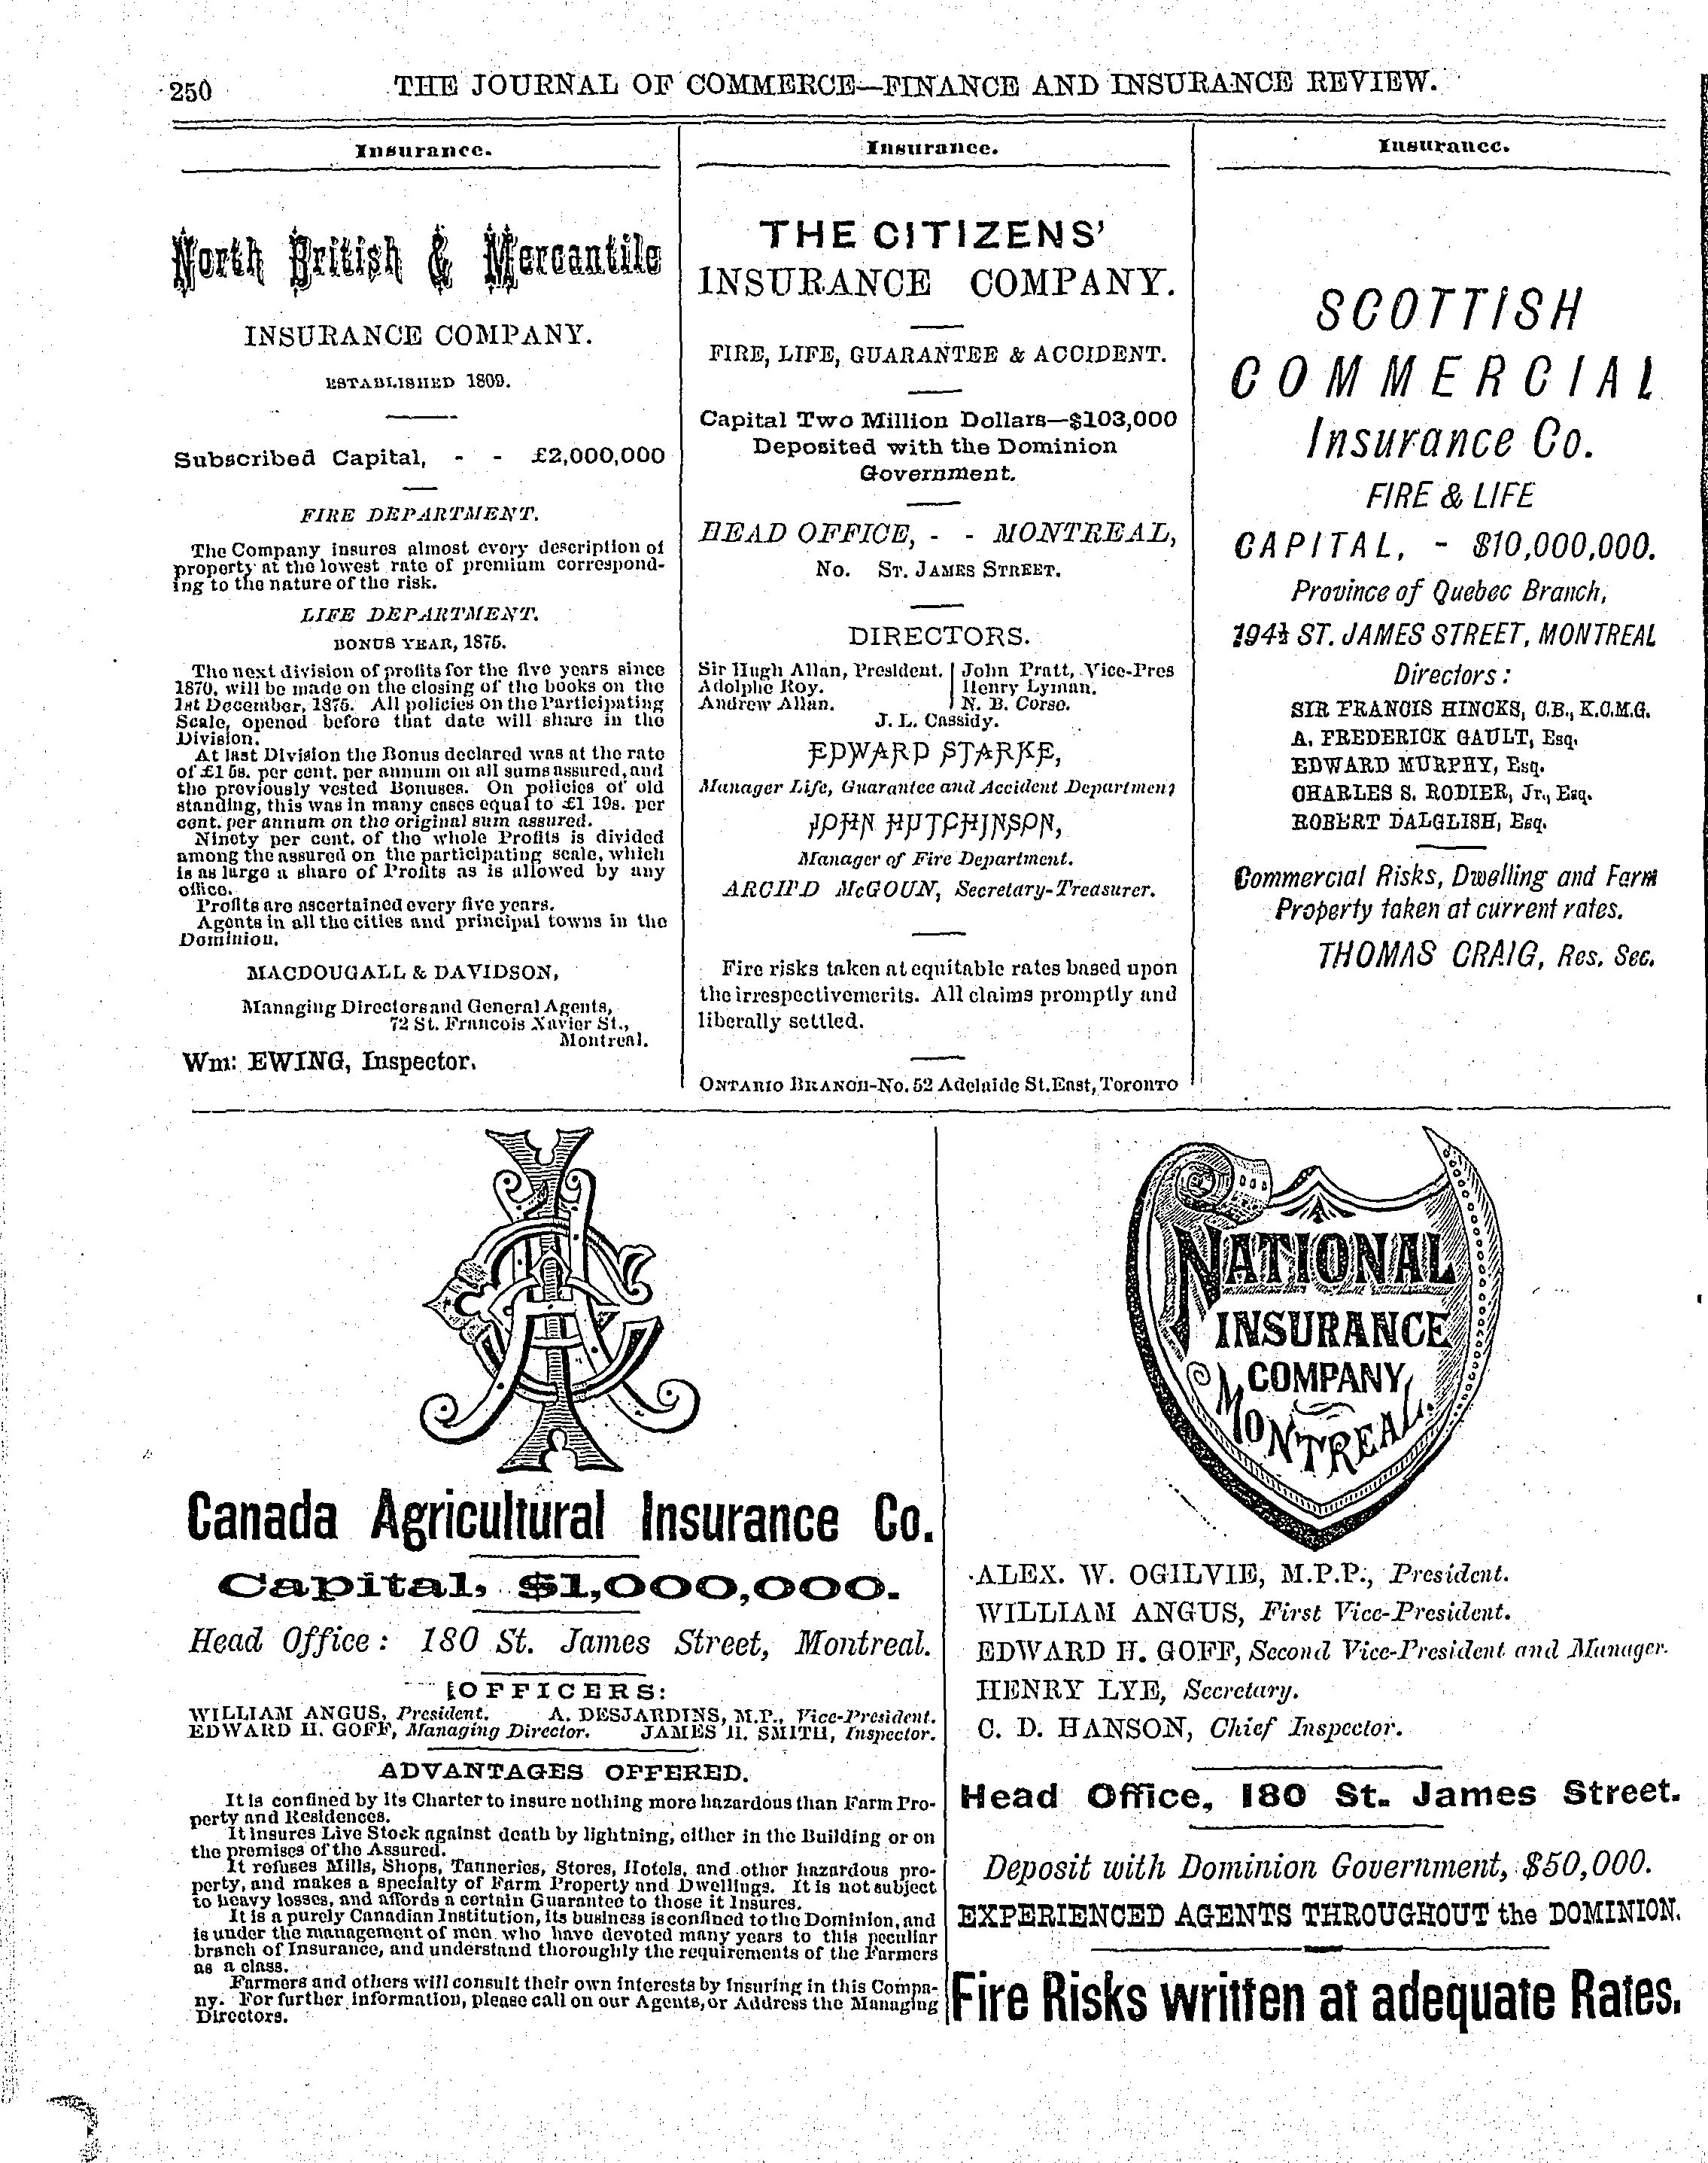 250
THE JOURNAL OF COMMERCE—FINANCE AND INSURANCE REVIEW.
Insurance.
North British & Mercantile
INSURANCE COMPANY.
ESTABLISHED 1809.
Subscribed Capital, - - £2,000,000
FIRE DEPARTMENT.
The Company insures almost every description of
property at the lowest rate of premium correspond-
ing to the nature of the risk.
LIFE DEPARTMENT.
BONUS YEAR, 1875.
The next division of profits for the five years since
1870, will be made on the closing of the books on the
1st December, 1875. All policies on the Participating
Scale, opened before that date will share in the
Division.
At last Division the Bonus declared was at the rate
of £1 5s. per cent. per annum on all sums assured, and
the previously vested Bonuses. On policies of old
standing, this was in many cases equal to £1 19s. per
cent. per annum on the original sum assured.
Ninety per cent. of the whole Profits is divided
among the assured on the participating scale, which
is as large a share of Profits as is allowed by any
office.
Profits are ascertained every five years.
Agents in all the cities and principal towns in the
Dominion.
MACDOUGALL & DAVIDSON,
Managing Directors and General Agents,
72 St. Francois Xavier St.,
Montreal.
Wm: EWING, Inspector.
Insurance.
THE CITIZENS'
INSURANCE COMPANY.
FIRE, LIFE, GUARANTEE & ACCIDENT.
Capital Two Million Dollars—$103,000
Deposited with the Dominion
Government.
HEAD OFFICE, - - MONTREAL,
No. ST. JAMES STREET.
DIRECTORS.
Sir Hugh Allan, President. | John Pratt, Vice-Pres
Adolphe Roy. | Henry Lyman.
Andrew Allan. | N. B. Corse.
J. L. Cassidy.
EDWARD STARKE,
Manager Life, Guarantee and Accident Department
JOHN HUTCHINSON,
Manager of Fire Department.
ARCH'D McGOUN, Secretary-Treasurer.
Fire risks taken at equitable rates based upon
their respective merits. All claims promptly and
liberally settled.
ONTARIO BRANCH-No. 52 Adelaide St. East, TORONTO
Insurance.
SCOTTISH
COMMERCIAL
Insurance Co.
FIRE & LIFE
CAPITAL, - $10,000,000.
Province of Quebec Branch,
194½ ST. JAMES STREET, MONTREAL
Directors:
SIR FRANCIS HINCKS, C.B., K.C.M.G.
A. FREDERICK GAULT, Esq.
EDWARD MURPHY, Esq.
CHARLES S. RODIER, Jr., Esq.
ROBERT DALGLISH, Esq.
Commercial Risks, Dwelling and Farm
Property taken at current rates.
THOMAS CRAIG, Res. Sec.
Canada Agricultural Insurance Co.
Capital, $1,000,000.
Head Office: 180 St. James Street, Montreal.
OFFICERS:
WILLIAM ANGUS, President. A. DESJARDINS, M.P., Vice-President.
EDWARD H. GOFF, Managing Director. JAMES H. SMITH, Inspector.
ADVANTAGES OFFERED.
It is confined by its Charter to insure nothing more hazardous than Farm Pro-
perty and Residences.
It insures Live Stock against death by lightning, either in the Building or on
the premises of the Assured.
It refuses Mills, Shops, Tanneries, Stores, Hotels, and other hazardous pro-
perty, and makes a specialty of Farm Property and Dwellings. It is not subject
to heavy losses, and affords a certain Guarantee to those it Insures.
It is a purely Canadian Institution, its business is confined to the Dominion, and
is under the management of men who have devoted many years to this peculiar
branch of Insurance, and understand thoroughly the requirements of the Farmers
as a class.
Farmers and others will consult their own interests by Insuring in this Compa-
ny. For further information, please call on our Agents, or Address the Managing
Directors.
NATIONAL
INSURANCE
COMPANY
MONTREAL.
ALEX. W. OGILVIE, M.P.P., President.
WILLIAM ANGUS, First Vice-President.
EDWARD H. GOFF, Second Vice-President and Manager.
HENRY LYE, Secretary.
C. D. HANSON, Chief Inspector.
Head Office, 180 St. James Street.
Deposit with Dominion Government, $50,000.
EXPERIENCED AGENTS THROUGHOUT the DOMINION.
Fire Risks written at adequate Rates.